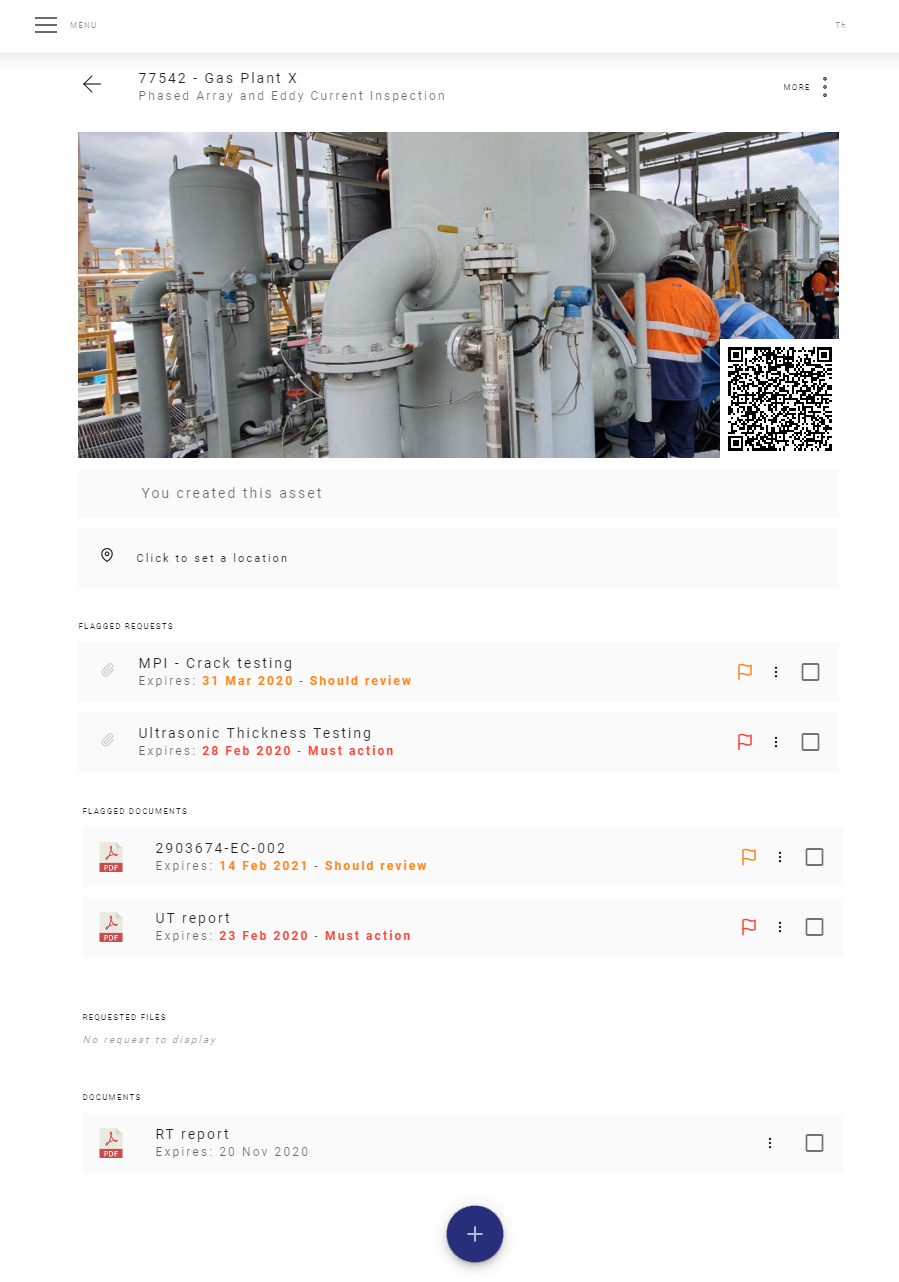 MENU
Th
77542 - Gas Plant X
Phased Array and Eddy Current Inspection
MORE
You created this asset
Click to set a location
FLAGGED REQUESTS
MPI - Crack testing
Expires: 31 Mar 2020 - Should review
Ultrasonic Thickness Testing
Expires: 28 Feb 2020 - Must action
FLAGGED DOCUMENTS
2903674-EC-002
PDF
Expires: 14 Feb 2021 - Should review
UT report
PDF
Expires: 23 Feb 2020 - Must action
REQUESTED FILES
No request to display
DOCUMENTS
RT report
PDF
Expires: 20 Nov 2020